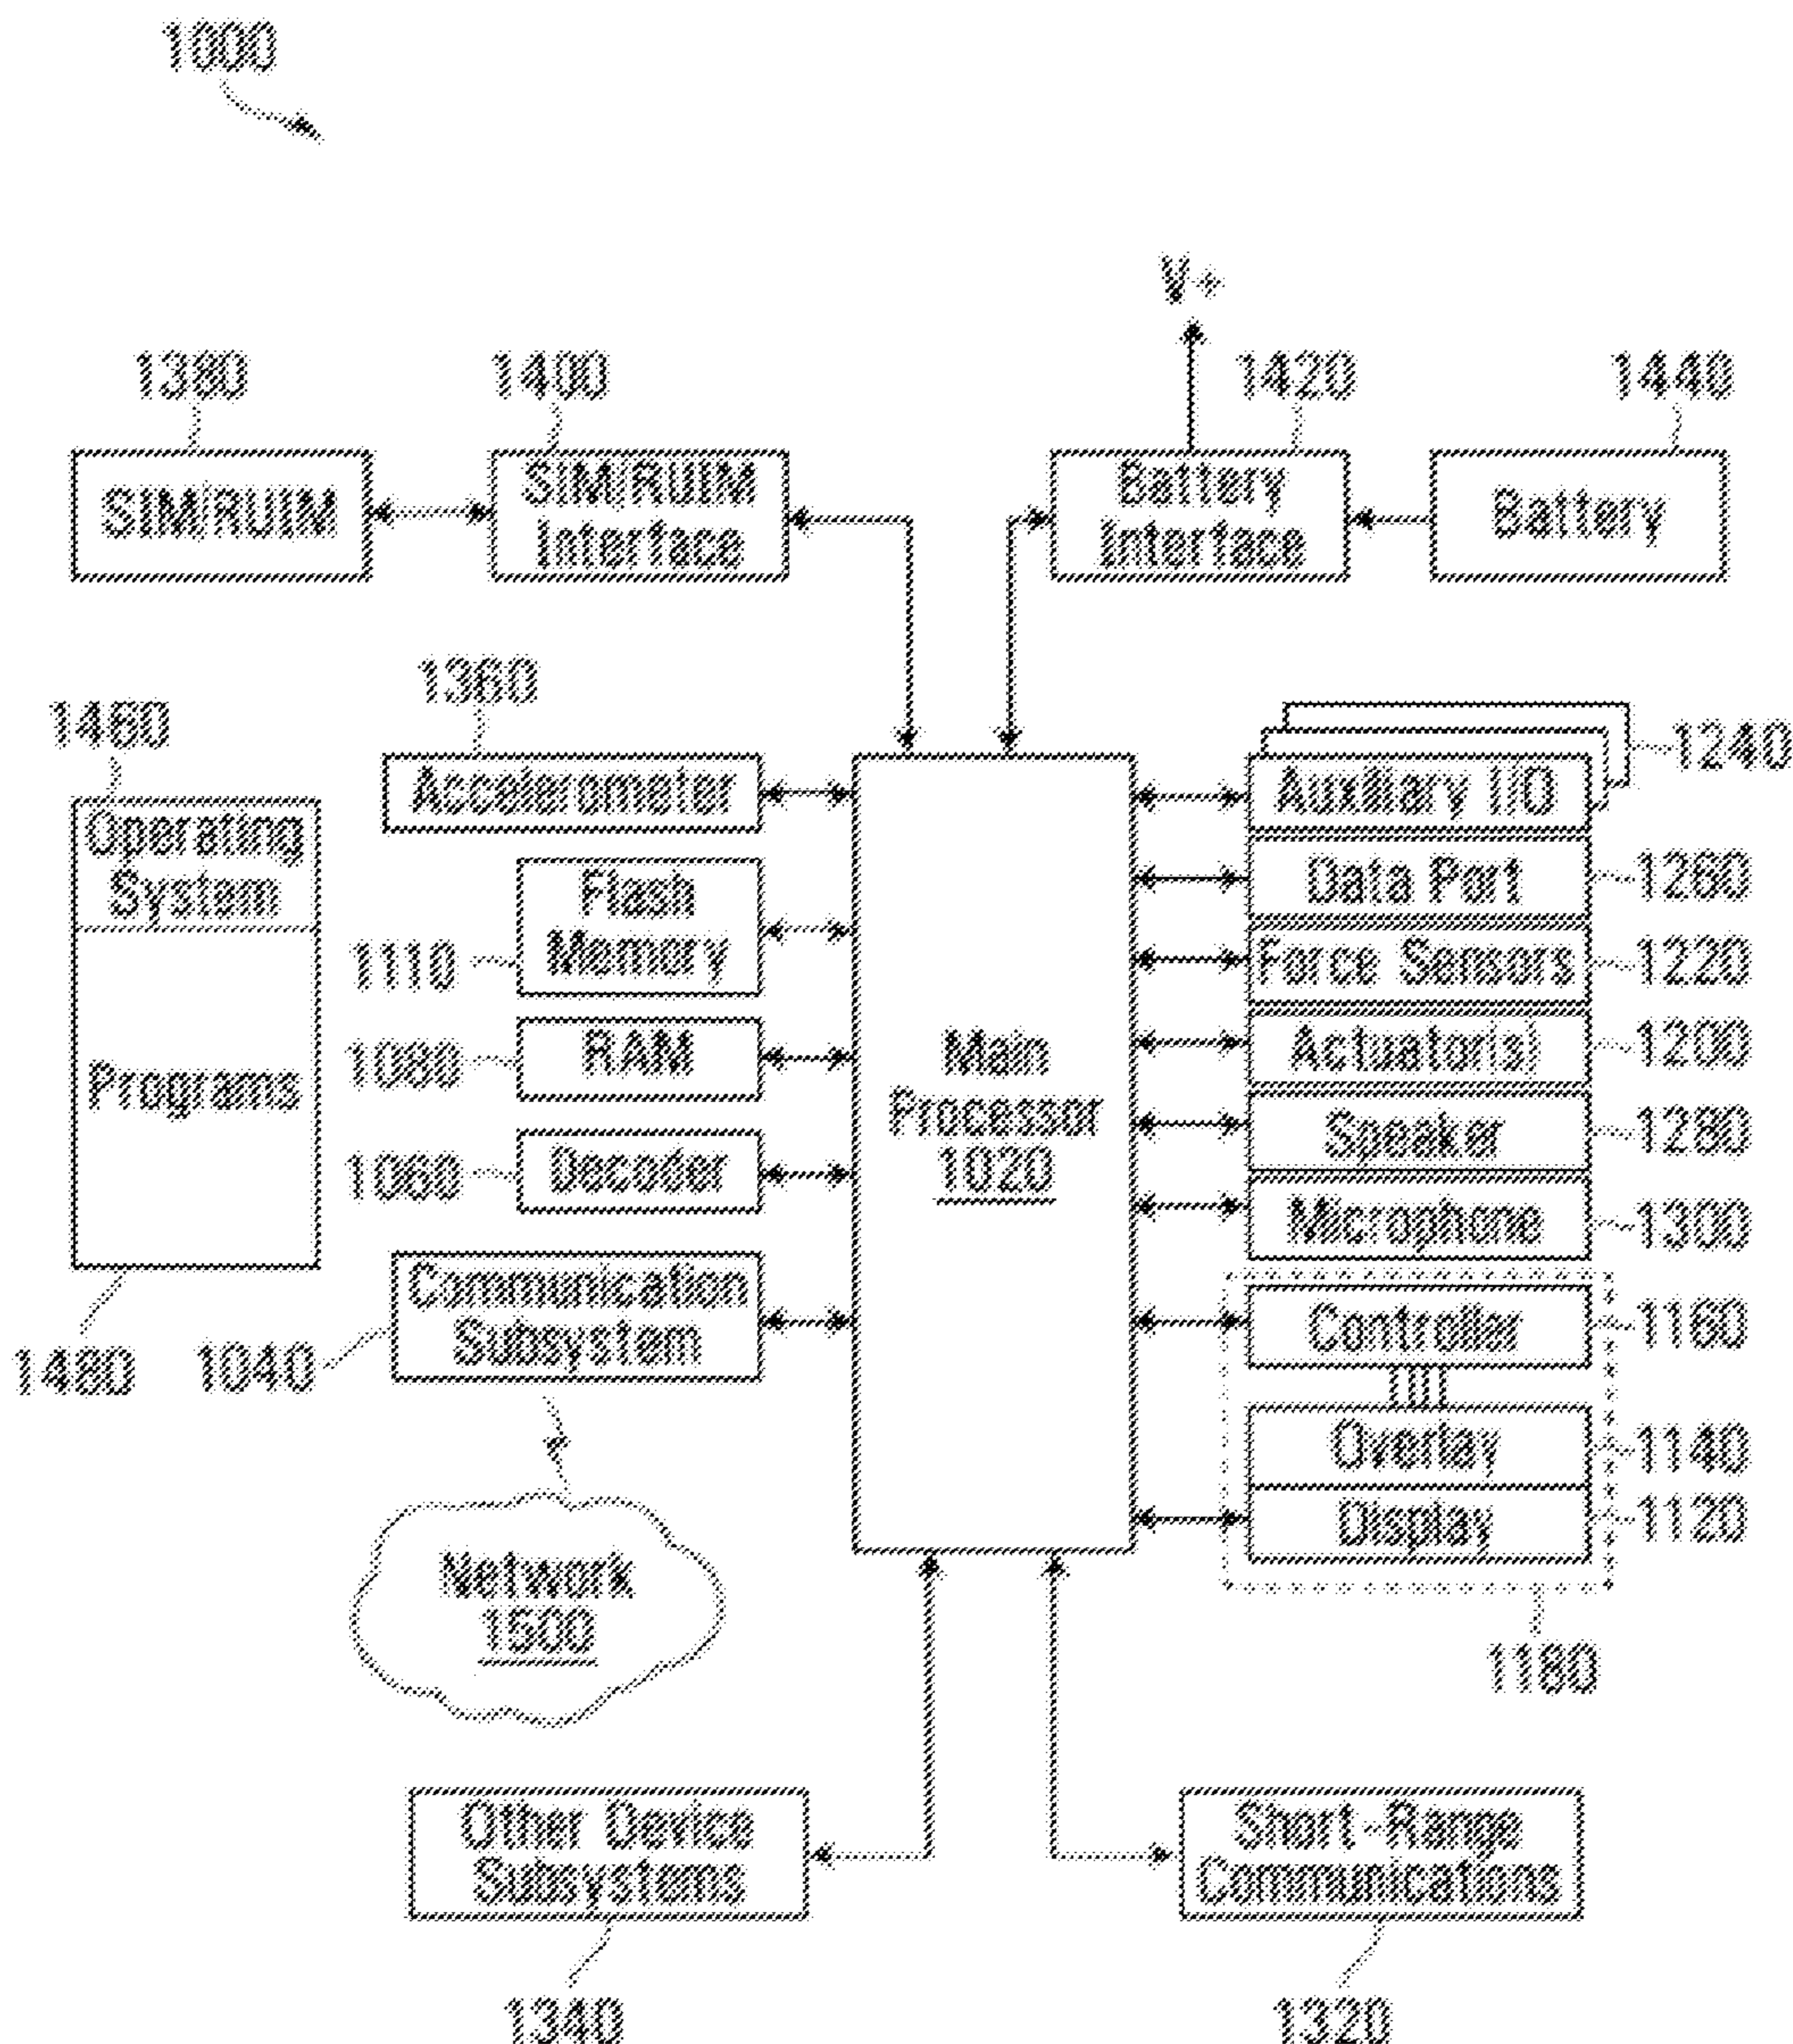 1000
V+
1380
1400
1420
1440
SIM/RUIM
SIM/RUIM
Interface
Battery
Interface
Battery
1360
1460
1240
Accelerometer
Auxiliary I/O
Operating
System
Flash
Memory
1110
Data Port
1260
Force Sensors
1220
Programs
RAM
1080
Main
Processor
1020
Actuator(s)
1200
Decoder
1060
Speaker
1280
Microphone
1300
Communication
Subsystem
1480
1040
Controller
1160
Overlay
1140
Display
1120
Network
1500
1180
Other Device
Subsystems
Short-Range
Communications
1340
1320